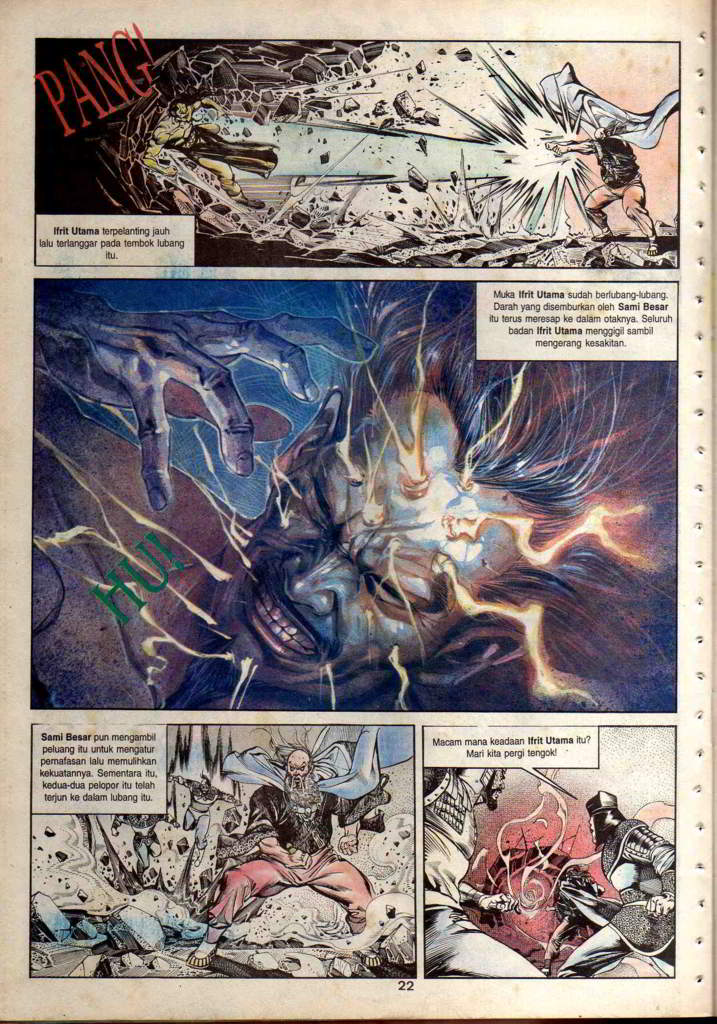 PANG!
Ifrit Utama terpelanting jauh
lalu terlanggar pada tembok lubang
itu.
Muka Ifrit Utama sudah berlubang-lubang.
Darah yang disemburkan oleh Sami Besar
itu terus meresap ke dalam otaknya. Seluruh
badan Ifrit Utama menggigil sambil
mengerang kesakitan.
HU!
Sami Besar pun mengambil
peluang itu untuk mengatur
pernafasan lalu memulihkan
kekuatannya. Sementara itu,
kedua-dua pelopor itu telah
terjun ke dalam lubang itu.
Macam mana keadaan Ifrit Utama itu?
Mari kita pergi tengok!
22